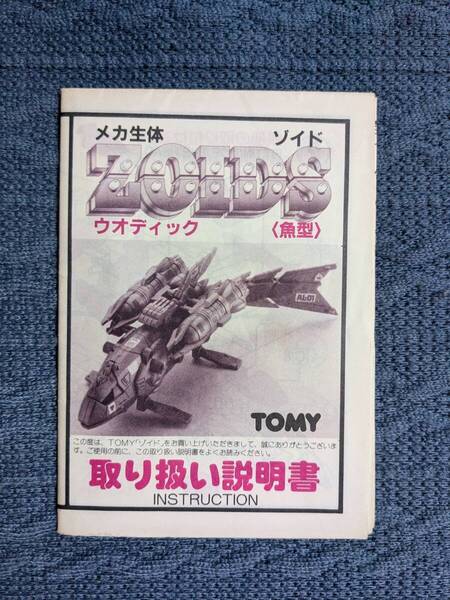 メカ生体 ゾイド
ZOIDS
ウオディック 〈魚型〉
AL-01
TOMY
この度は、TOMY「ゾイド」をお買い上げいただきまして、誠にありがとうございま
す。ご使用の前に、この取り扱い説明書をよくお読みください。
取り扱い説明書
INSTRUCTION